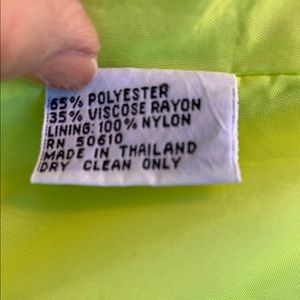 65% POLYESTER
35% VISCOSE RAYON
LINING: 100% NYLON
RN 50610
MADE IN THAILAND
DRY CLEAN ONLY